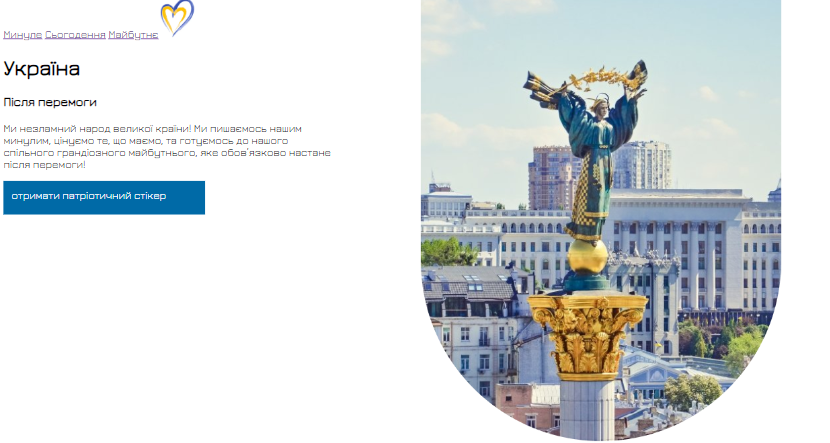 Минуле Сьогодення Майбутнє
Україна
Після перемоги
Ми незламний народ великої країни! Ми пишаємось нашим
минулим, цінуємо те, що маємо, та готуємось до нашого
спільного грандіозного майбутнього, яке обов'язково настане
після перемоги!
отримати патріотичний стікер